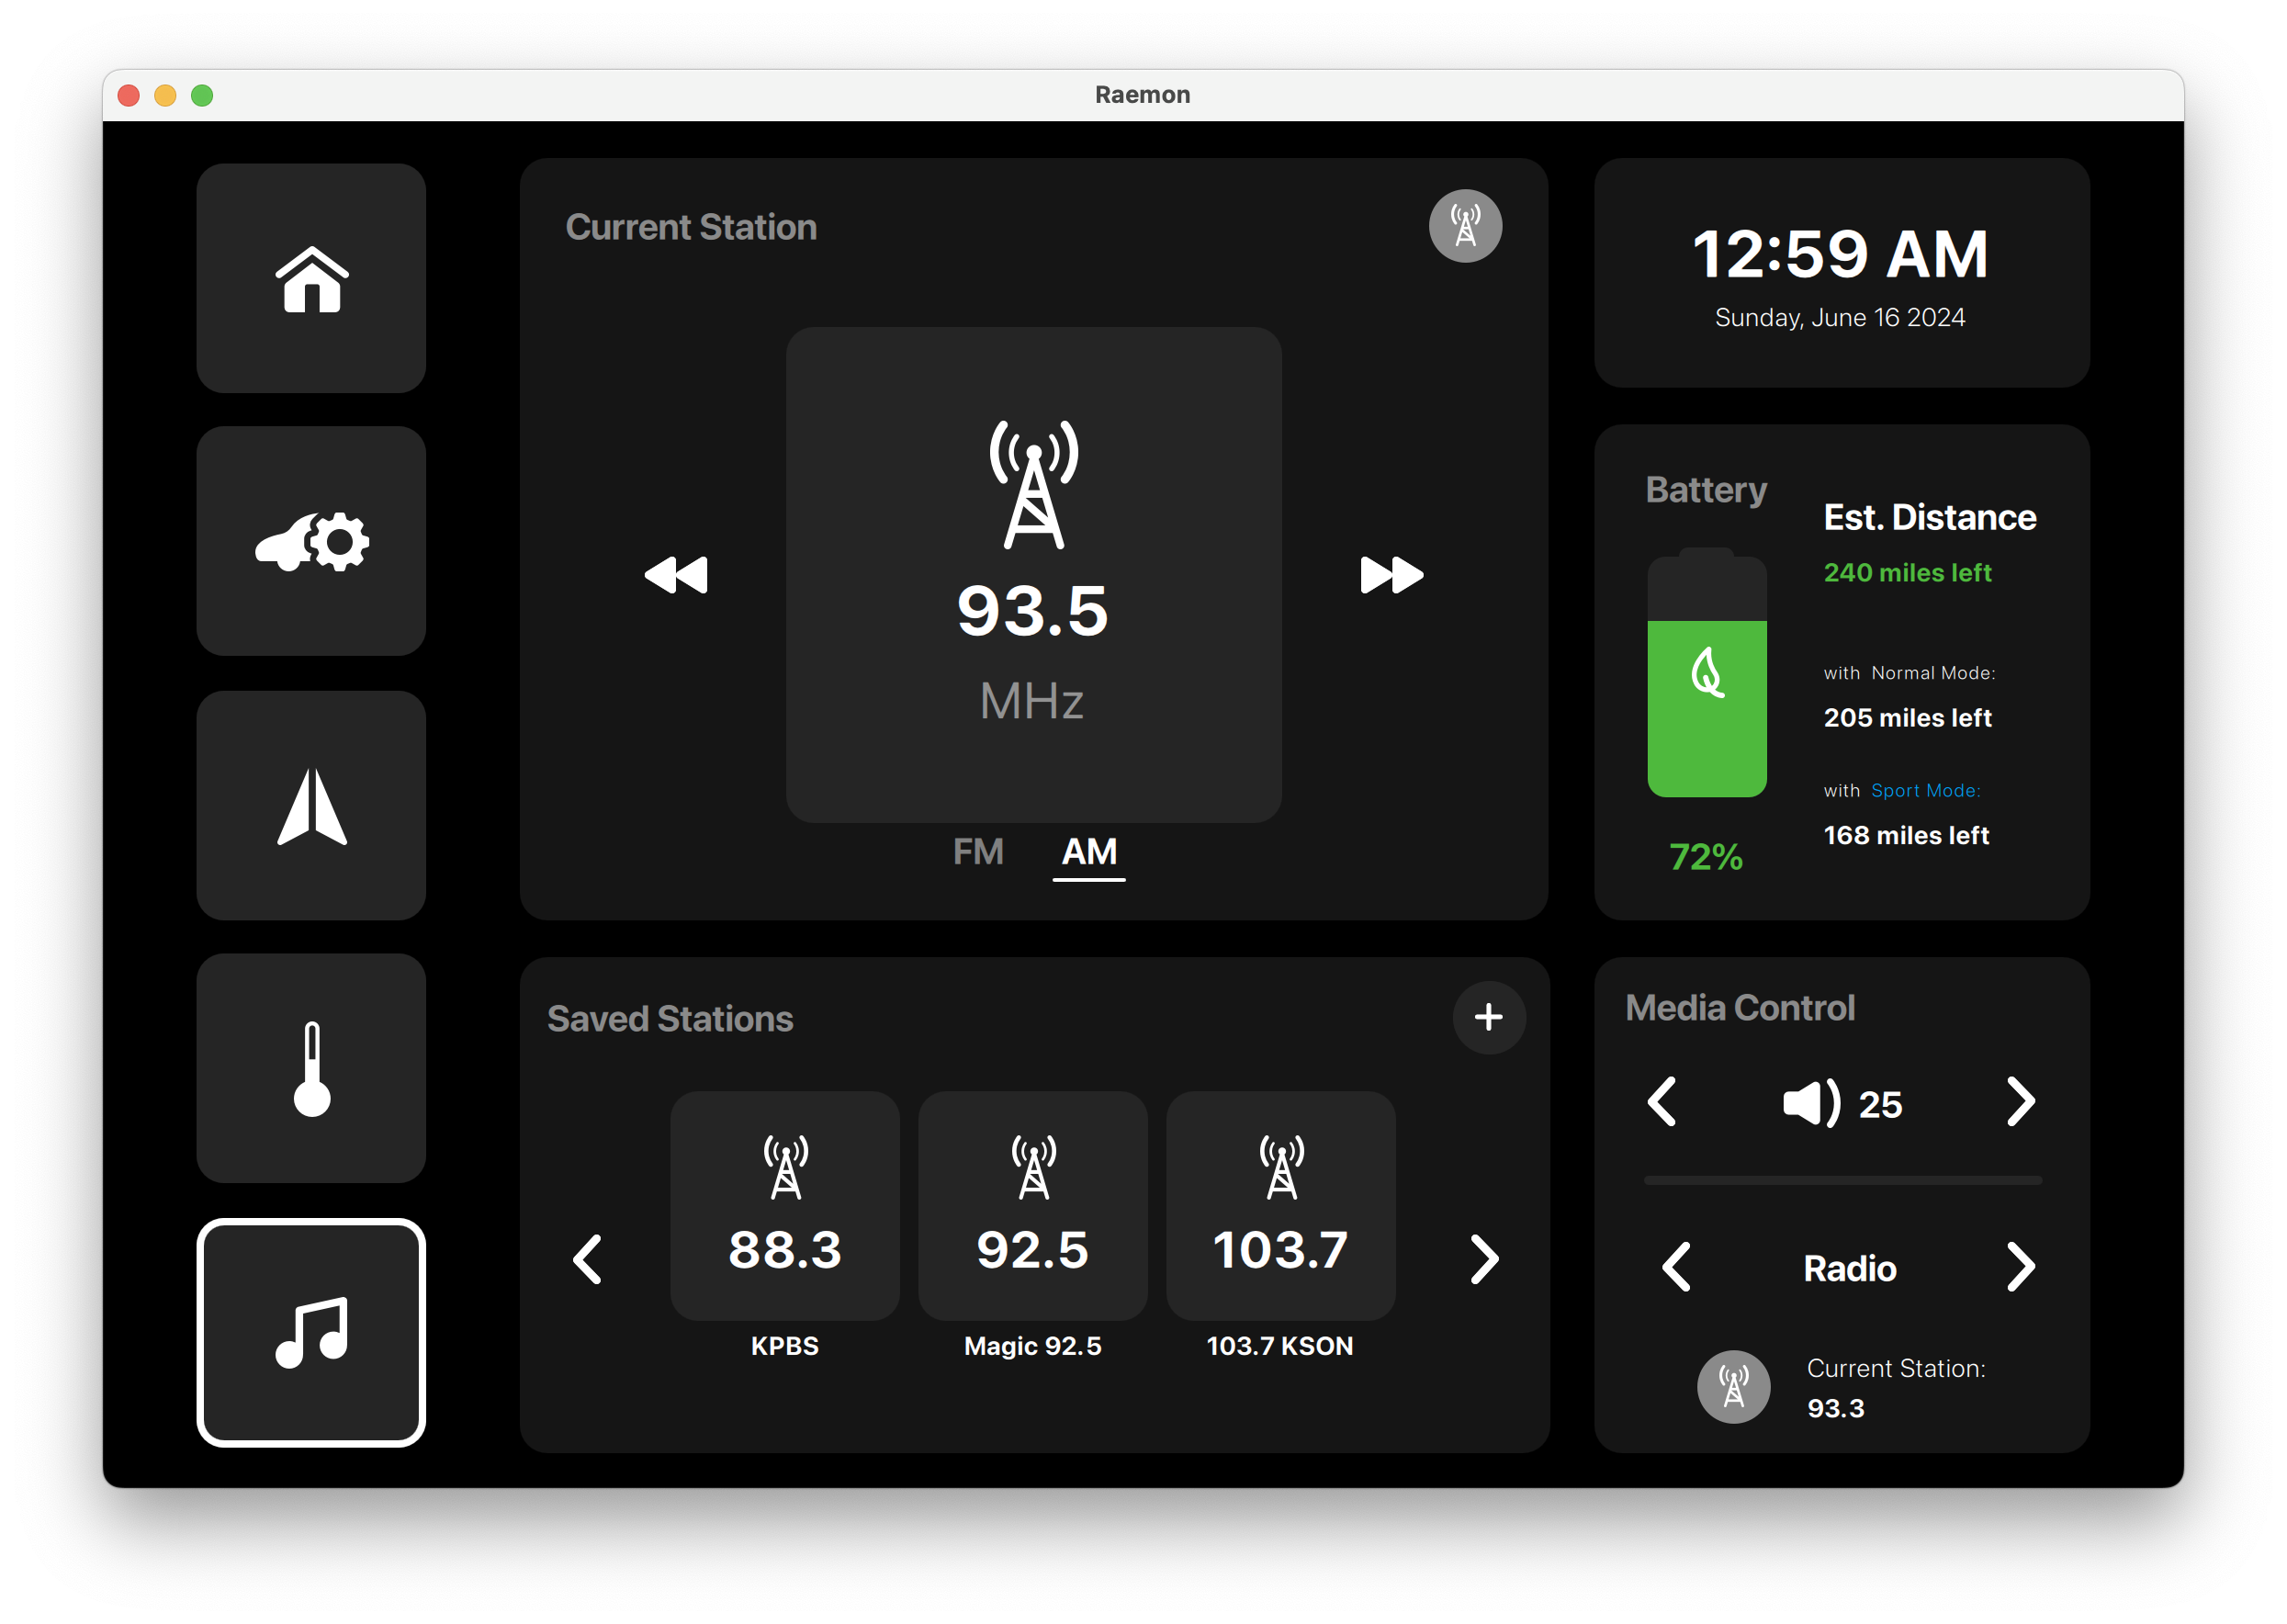 Raemon
Current Station
93.5
MHz
FM AM
12:59 AM
Sunday, June 16 2024
Battery
72%
Est. Distance
240 miles left
with Normal Mode:
205 miles left
with Sport Mode:
168 miles left
Saved Stations
88.3
KPBS
92.5
Magic 92.5
103.7
103.7 KSON
Media Control
25
Radio
Current Station:
93.3